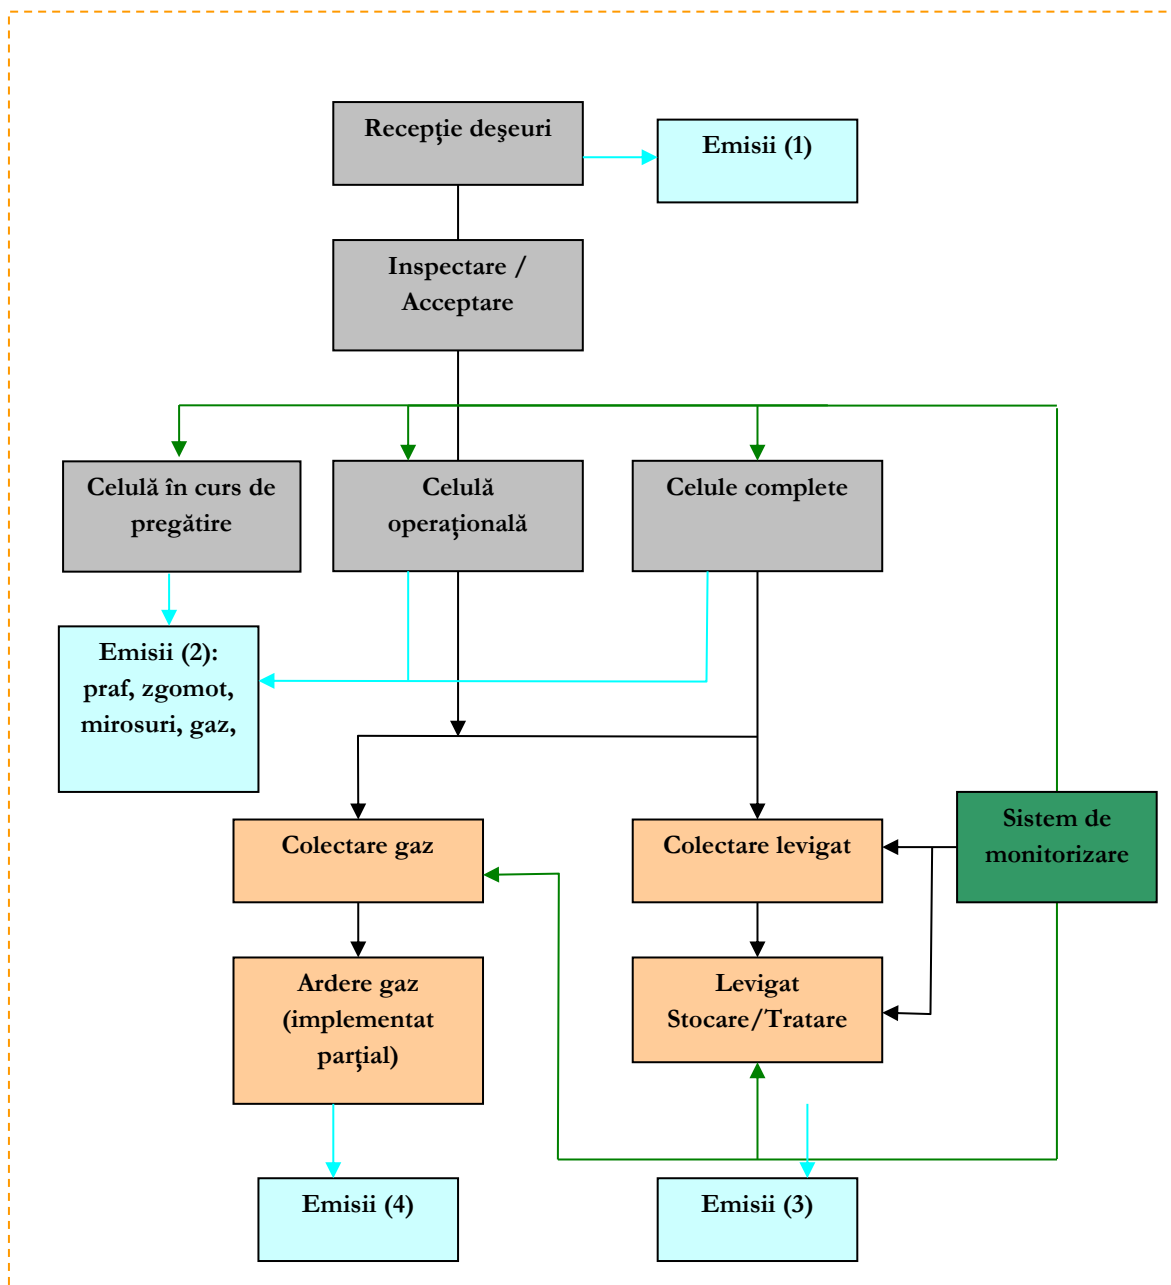 Recepţie deşeuri
Emisii (1)
Inspectare /
Acceptare
Celulă în curs de
pregătire
Celulă
operaţională
Celule complete
Emisii (2):
praf, zgomot,
mirosuri, gaz,
Colectare gaz
Colectare levigat
Sistem de
monitorizare
Ardere gaz
(implementat
parţial)
Levigat
Stocare/Tratare
Emisii (4)
Emisii (3)